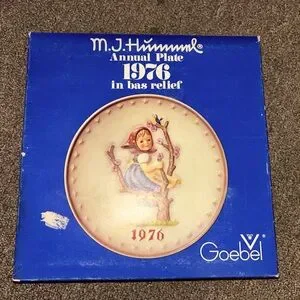 M.J.Hummel®
Annual Plate
1976
in bas relief
1976
Goebel®